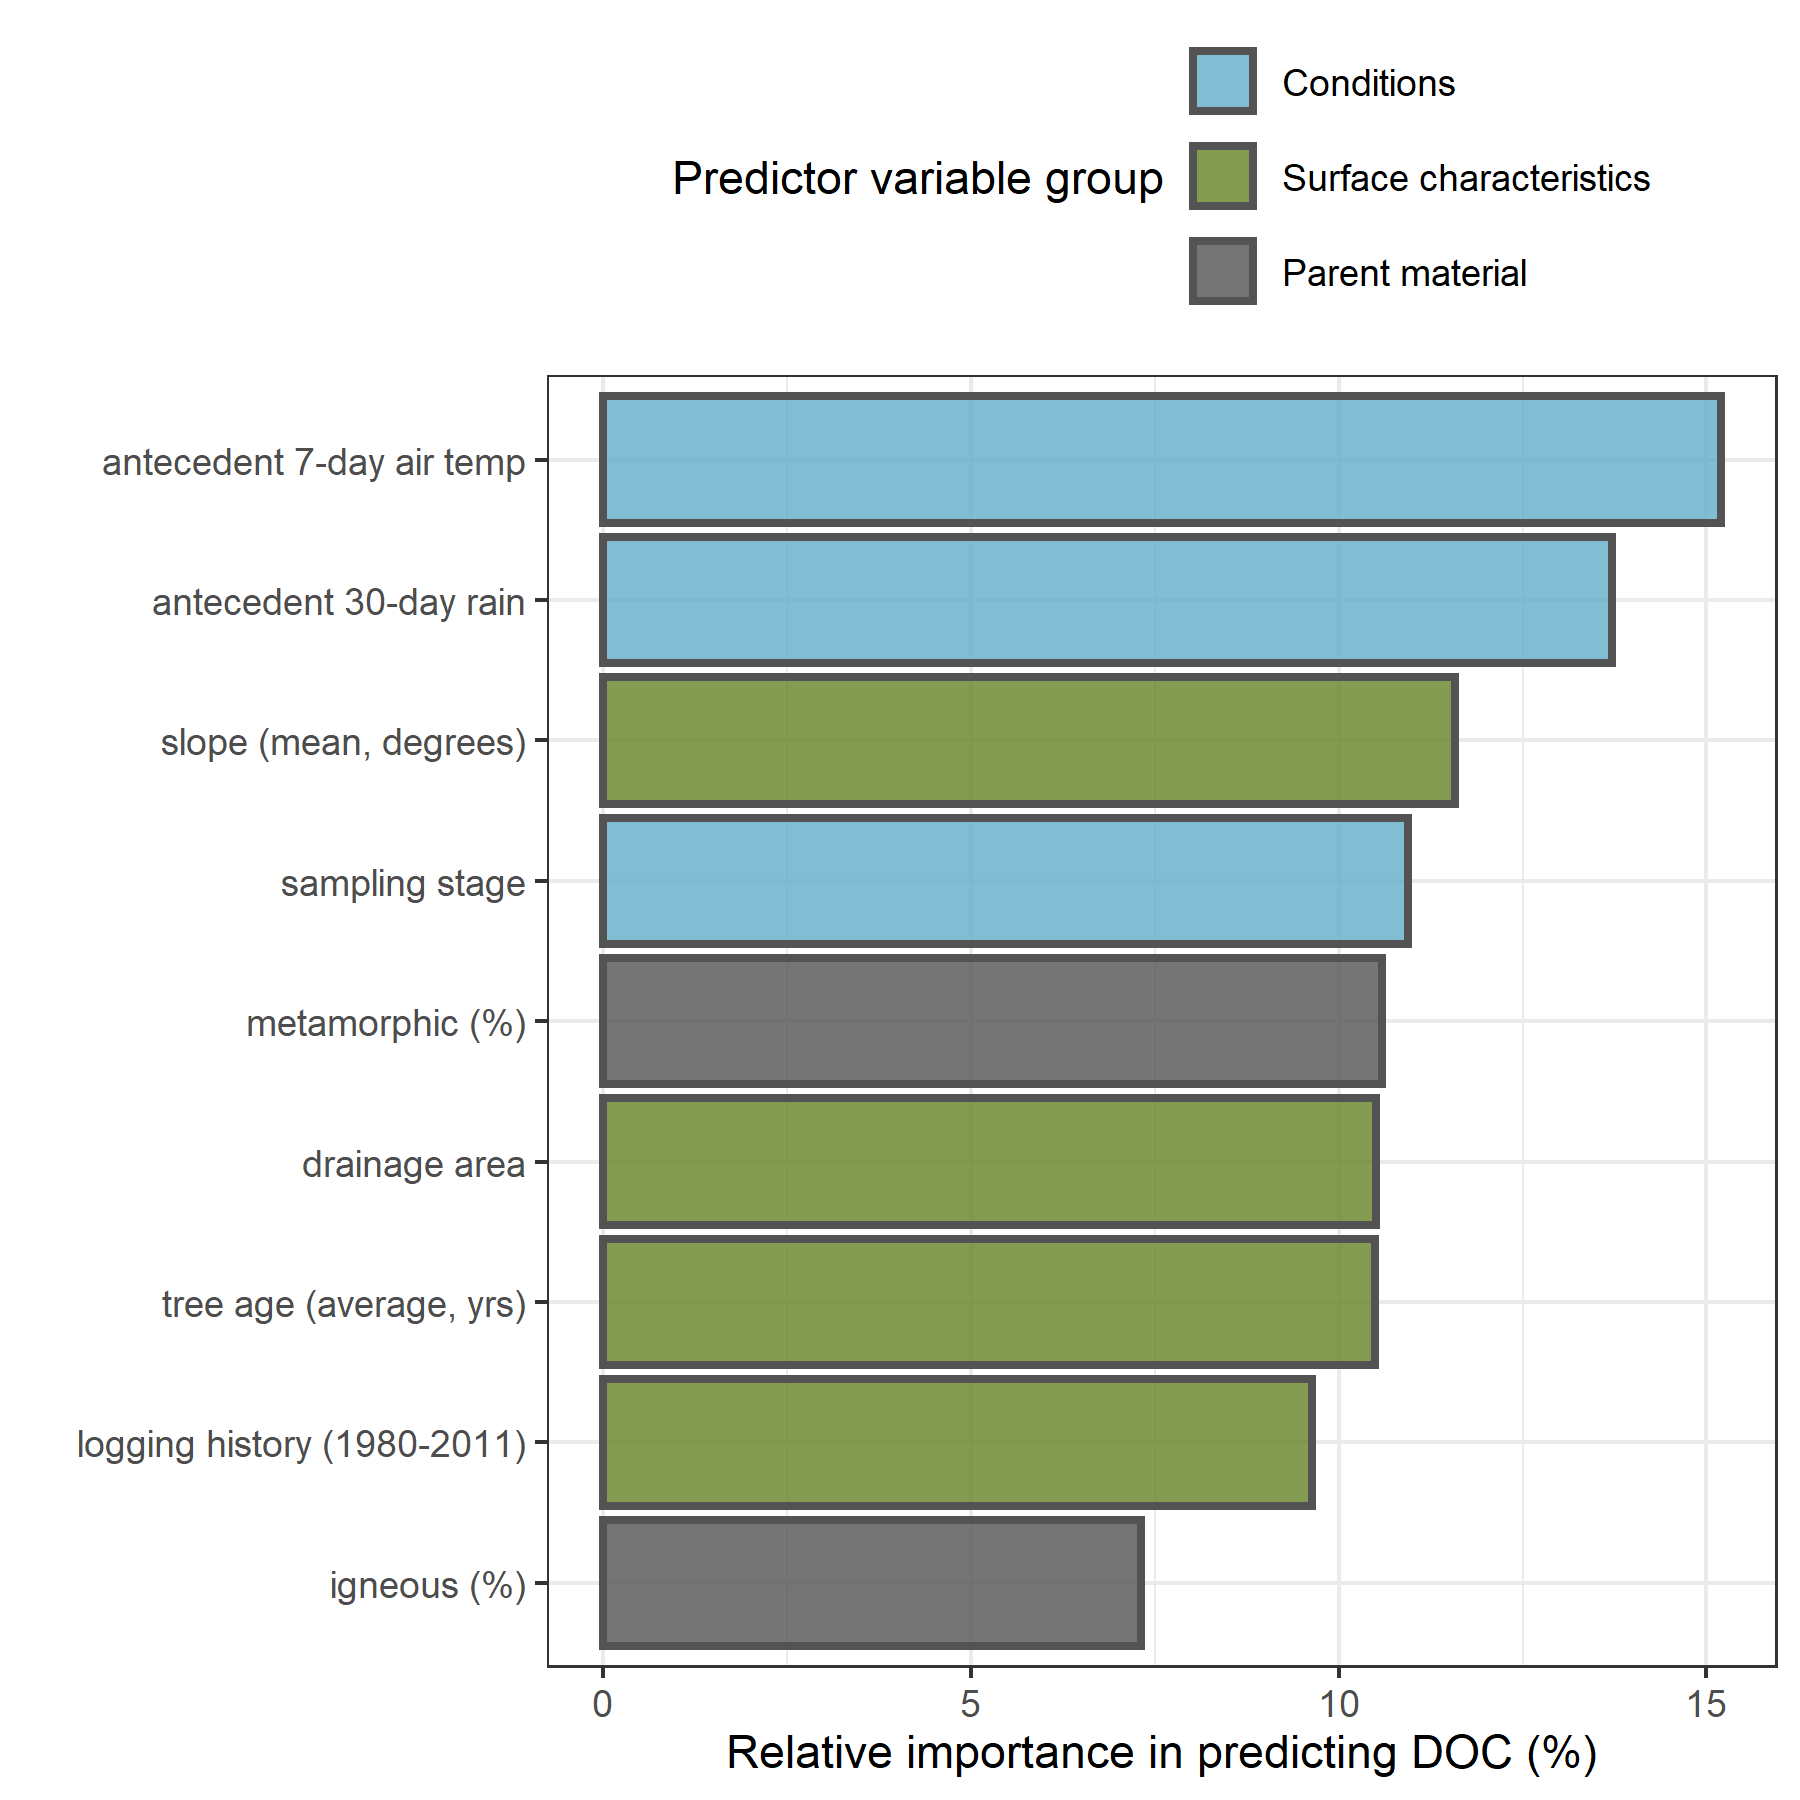 Predictor variable group
Conditions
Surface characteristics
Parent material
antecedent 7-day air temp
antecedent 30-day rain
slope (mean, degrees)
sampling stage
metamorphic (%)
drainage area
tree age (average, yrs)
logging history (1980-2011)
igneous (%)
0 5 10 15
Relative importance in predicting DOC (%)